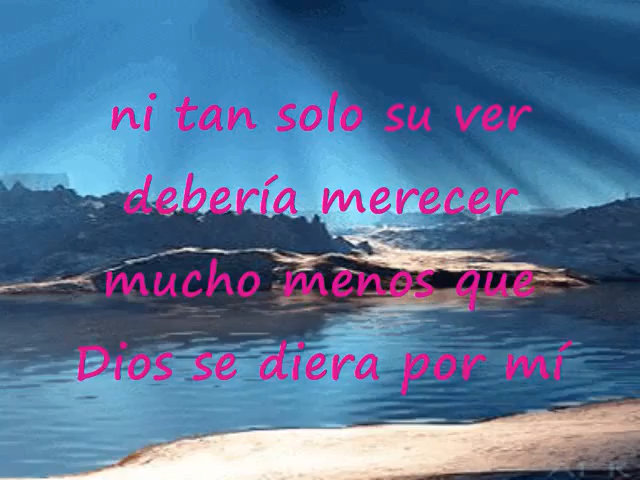 ni tan solo su ver
debería merecer
mucho menos que
Dios se diera por mí